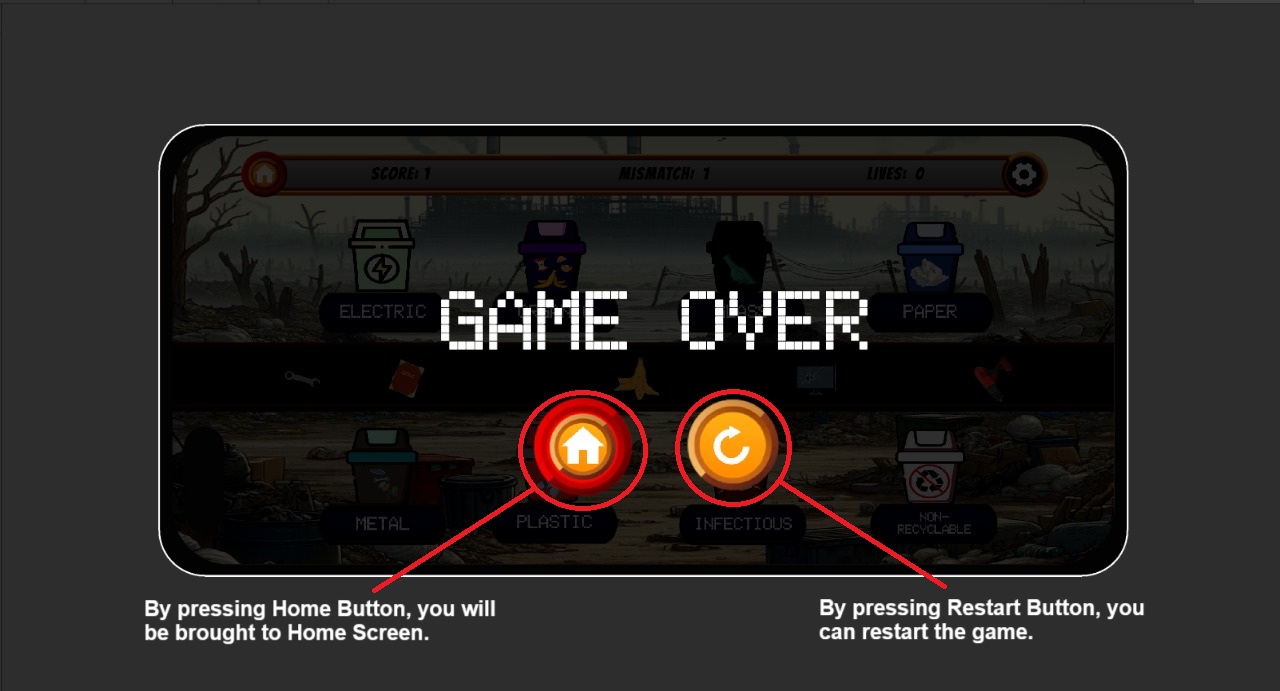 SCORE: 1
MISMATCH: 1
LIVES: 0
ELECTRIC
PAPER
GAME OVER
METAL
PLASTIC
INFECTIOUS
NON-
RECYCLABLE
By pressing Home Button, you will
be brought to Home Screen.
By pressing Restart Button, you
can restart the game.